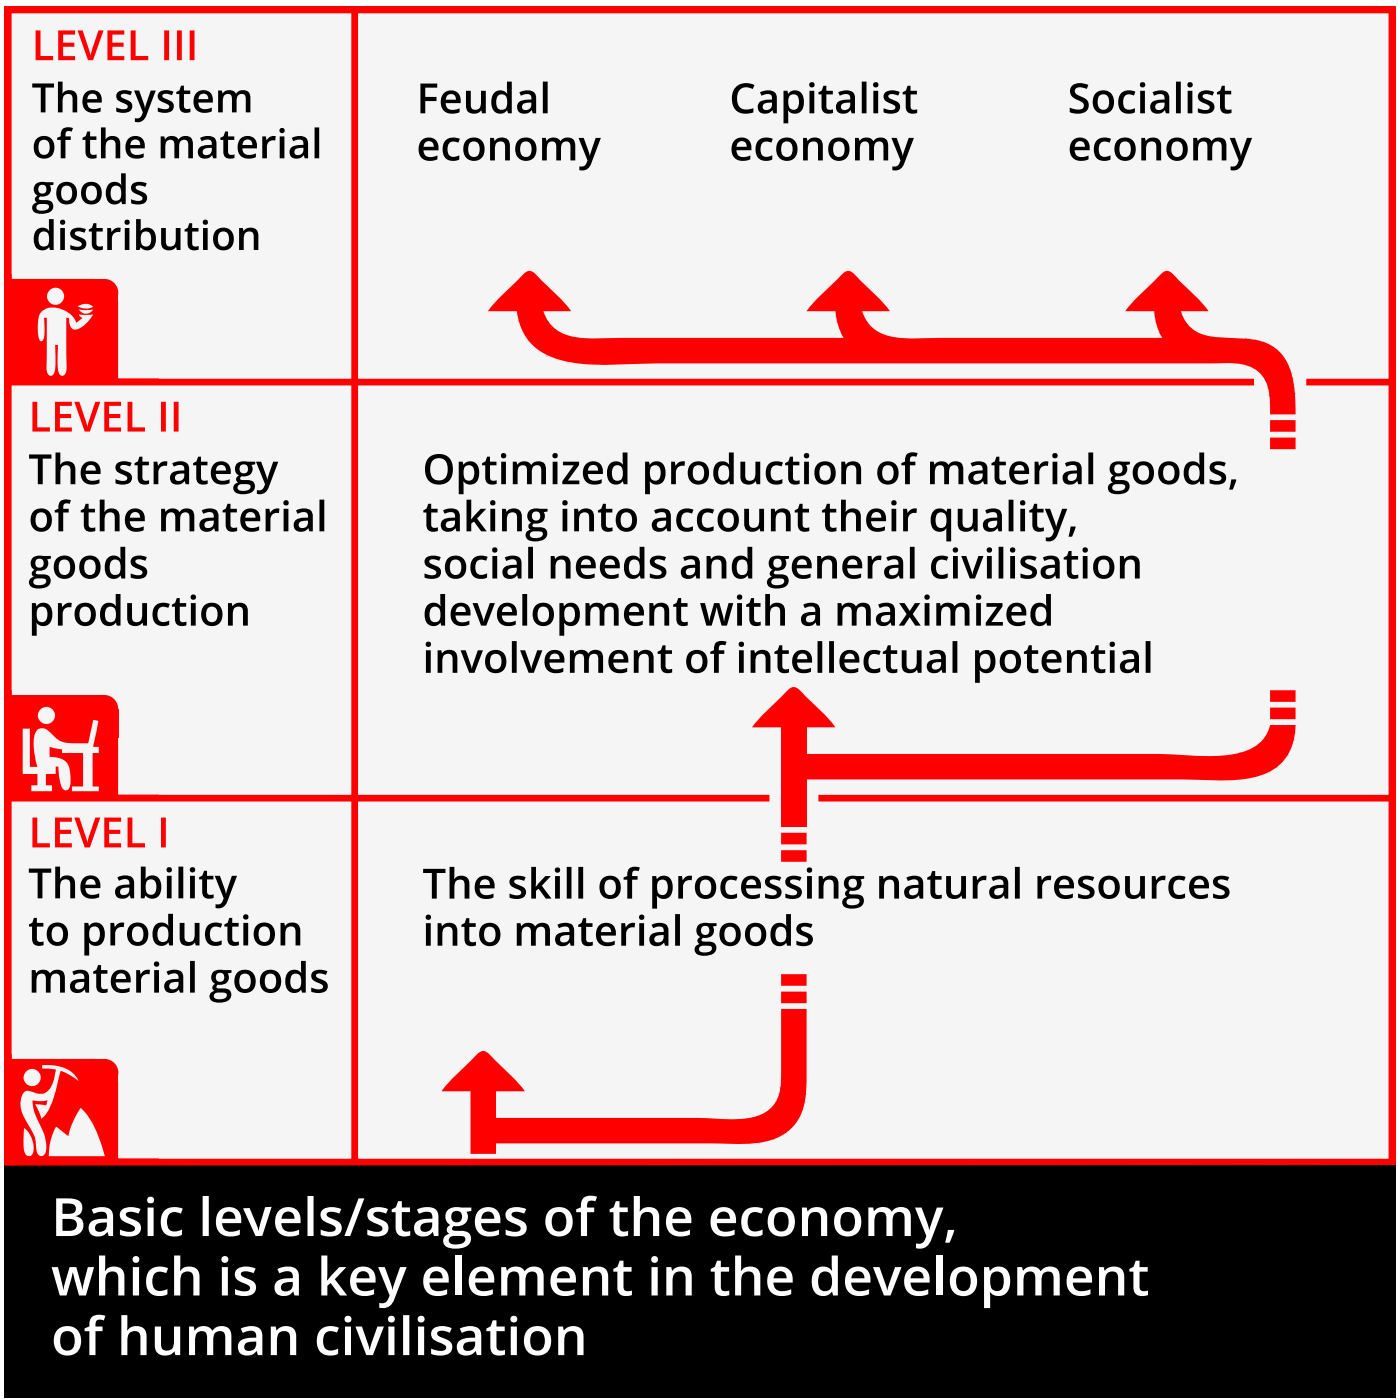 LEVEL III
The system
of the material
goods
distribution
Feudal
economy
Capitalist
economy
Socialist
economy
LEVEL II
The strategy
of the material
goods
production
Optimized production of material goods,
taking into account their quality,
social needs and general civilisation
development with a maximized
involvement of intellectual potential
LEVEL I
The ability
to production
material goods
The skill of processing natural resources
into material goods
Basic levels/stages of the economy,
which is a key element in the development
of human civilisation